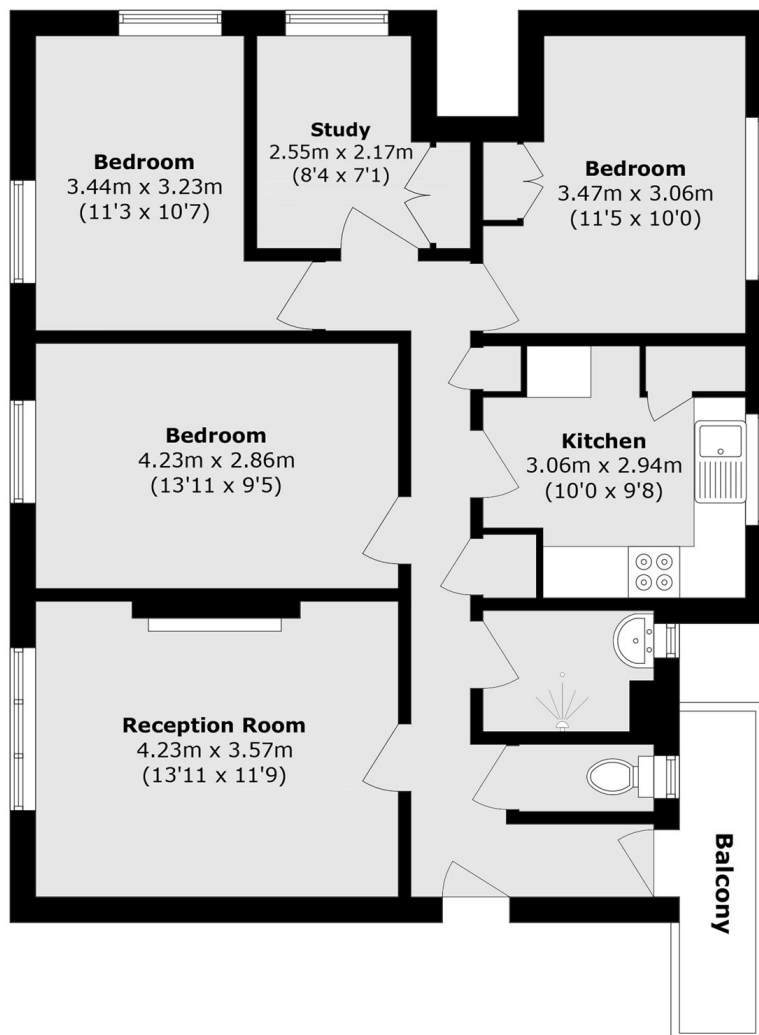 Bedroom
3.44m x 3.23m
(11'3 x 10'7)
Study
2.55m x 2.17m
(8'4 x 7'1)
Bedroom
3.47m x 3.06m
(11'5 x 10'0)
Bedroom
4.23m x 2.86m
(13'11 x 9'5)
Kitchen
3.06m x 2.94m
(10'0 x 9'8)
Reception Room
4.23m x 3.57m
(13'11 x 11'9)
Balcony